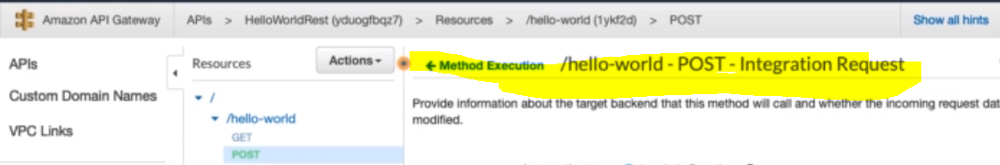 Amazon API Gateway APIs > HelloWorldRest (yduogfbqz7) > Resources > /hello-world (1ykf2d) > POST Show all hints
APIs
Custom Domain Names
VPC Links
Resources Actions
/
/hello-world
GET
POST
Method Execution /hello-world - POST - Integration Request
Provide information about the target backend that this method will call and whether the incoming request dat
modified.